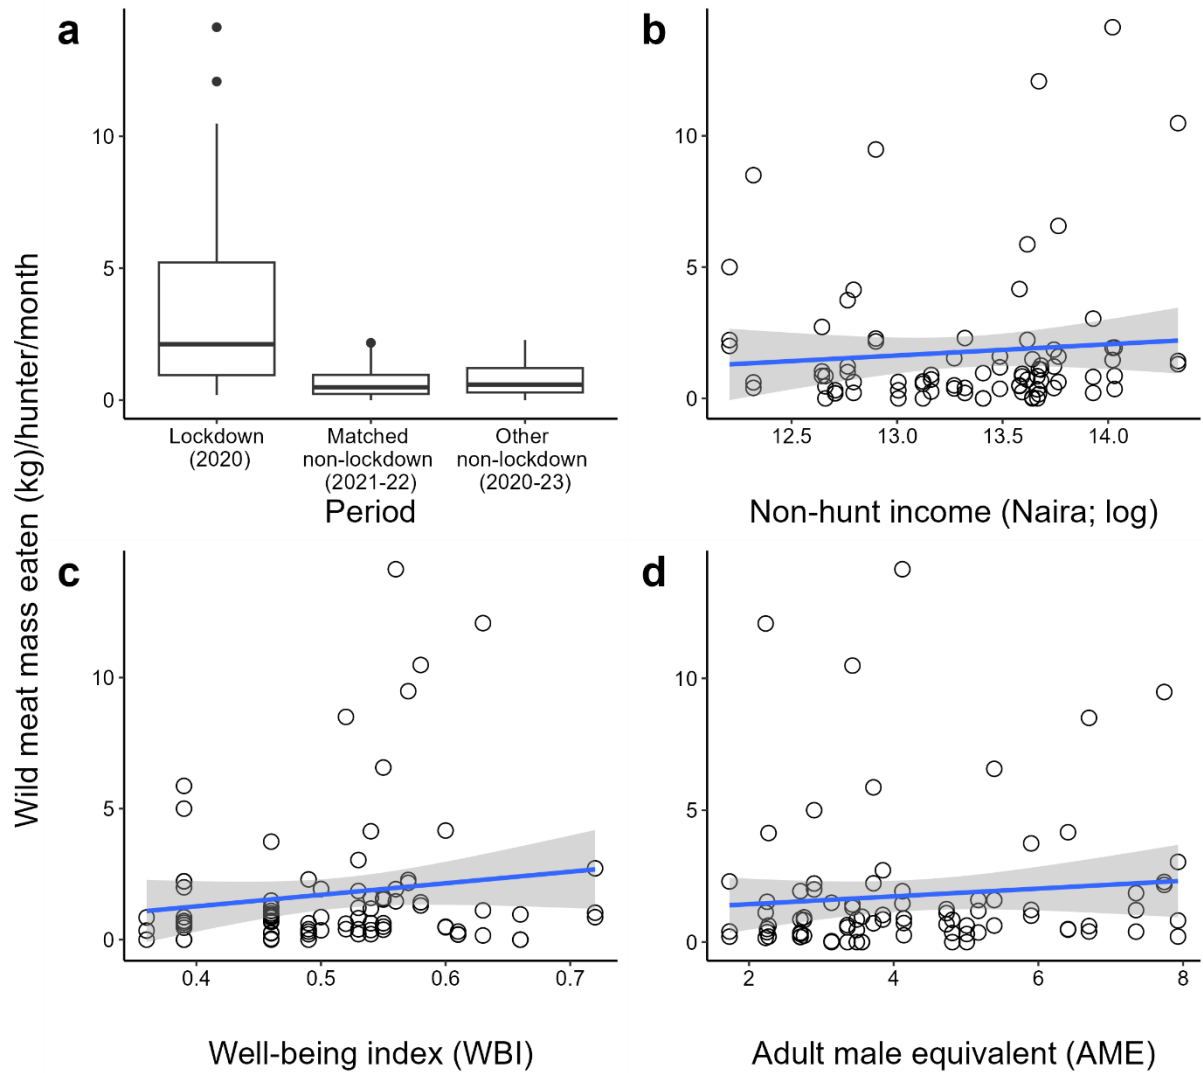 a
10
5
0
Lockdown
(2020)
Matched
non-lockdown
(2021-22)
Other
non-lockdown
(2020-23)
Period
b
10
5
0
12.5 13.0 13.5 14.0
Non-hunt income (Naira; log)
Wild meat mass eaten (kg)/hunter/month
c
10
5
0
0.4 0.5 0.6 0.7
Well-being index (WBI)
d
10
5
0
2 4 6 8
Adult male equivalent (AME)